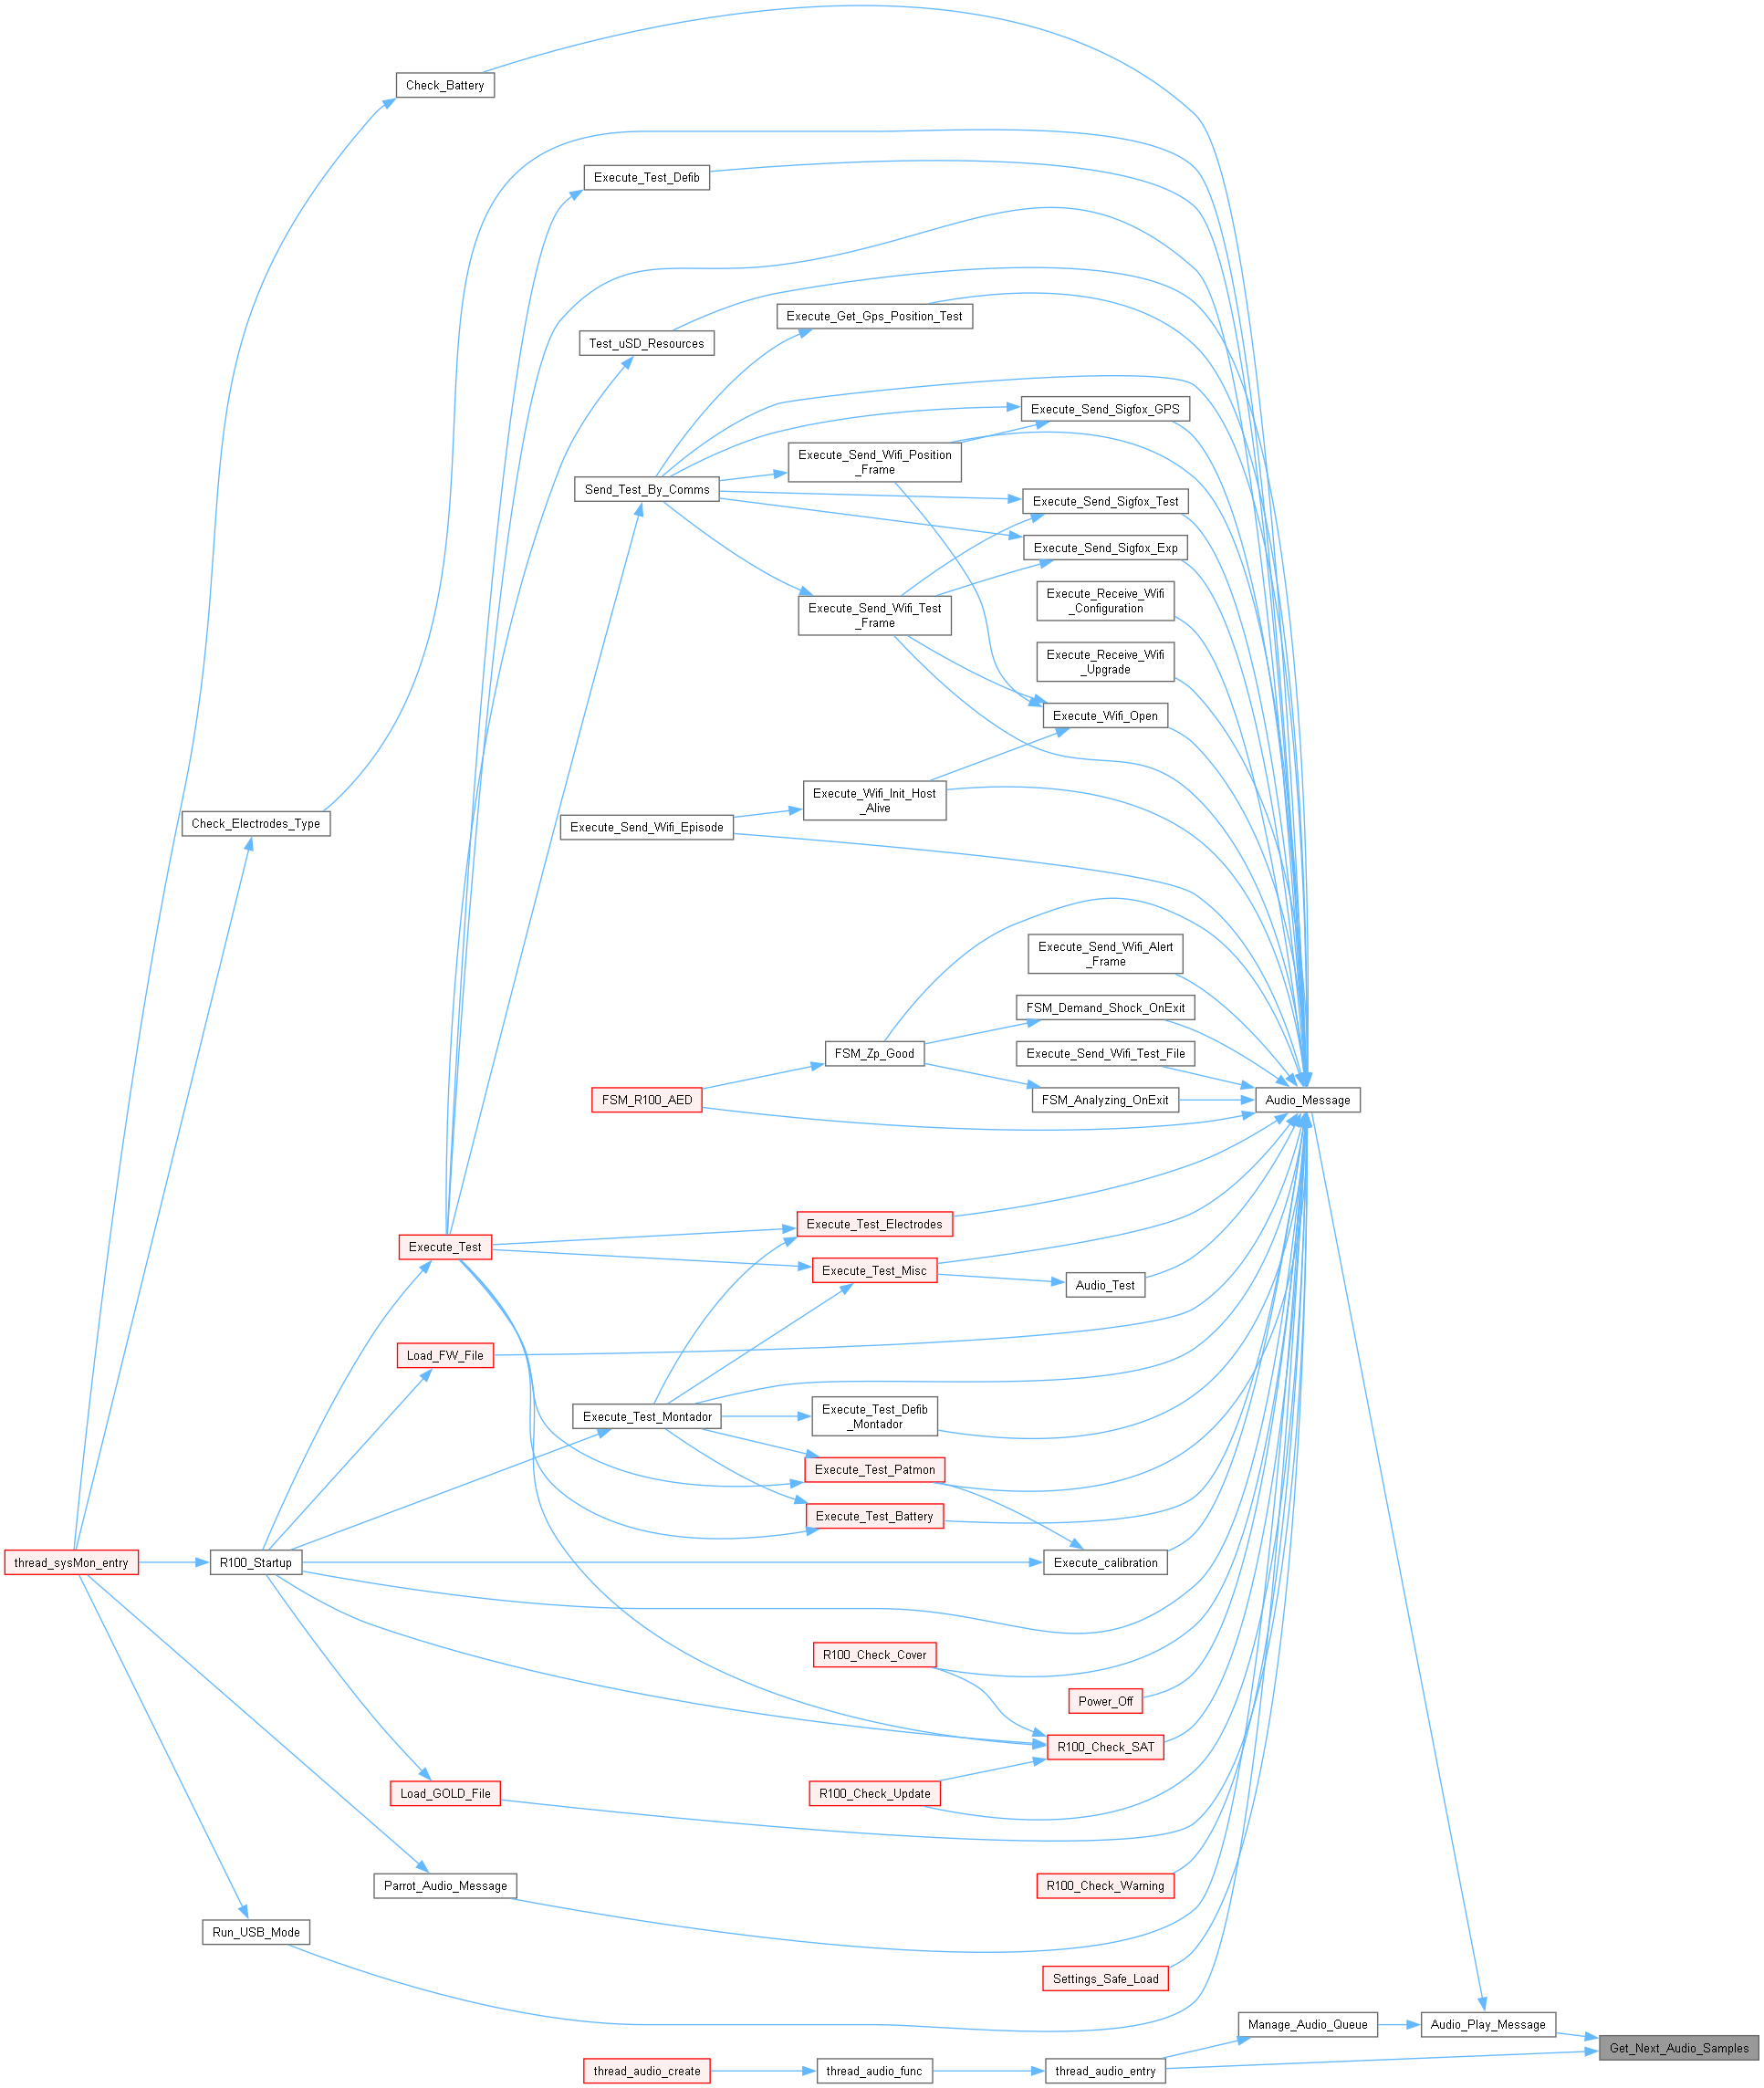 Check_Battery
Execute_Test_Defib
Execute_Get_Gps_Position_Test
Test_uSD_Resources
Execute_Send_Sigfox_GPS
Execute_Send_Wifi_Position
_Frame
Send_Test_By_Comms
Execute_Send_Sigfox_Test
Execute_Send_Sigfox_Exp
Execute_Receive_Wifi
_Configuration
Execute_Send_Wifi_Test
_Frame
Execute_Receive_Wifi
_Upgrade
Execute_Wifi_Open
Execute_Wifi_Init_Host
_Alive
Check_Electrodes_Type
Execute_Send_Wifi_Episode
Execute_Send_Wifi_Alert
_Frame
FSM_Demand_Shock_OnExit
FSM_Zp_Good
Execute_Send_Wifi_Test_File
FSM_R100_AED
FSM_Analyzing_OnExit
Audio_Message
Execute_Test_Electrodes
Execute_Test
Execute_Test_Misc
Audio_Test
Load_FW_File
Execute_Test_Montador
Execute_Test_Defib
_Montador
Execute_Test_Patmon
Execute_Test_Battery
thread_sysMon_entry
R100_Startup
Execute_calibration
R100_Check_Cover
Power_Off
R100_Check_SAT
Load_GOLD_File
R100_Check_Update
Parrot_Audio_Message
R100_Check_Warning
Run_USB_Mode
Settings_Safe_Load
Manage_Audio_Queue
Audio_Play_Message
Get_Next_Audio_Samples
thread_audio_create
thread_audio_func
thread_audio_entry